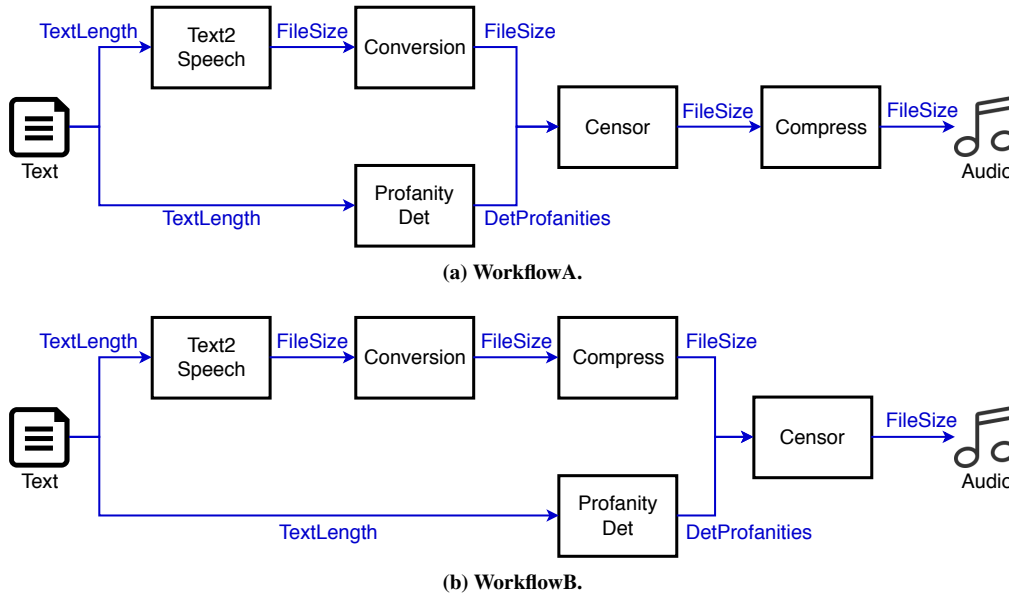 TextLength
Text2
Speech
FileSize
Conversion
FileSize
Text
Censor
FileSize
Compress
FileSize
Audio
TextLength
Profanity
Det
DetProfanities
(a) WorkflowA.
TextLength
Text2
Speech
FileSize
Conversion
FileSize
Compress
FileSize
Text
Censor
FileSize
Audio
TextLength
Profanity
Det
DetProfanities
(b) WorkflowB.